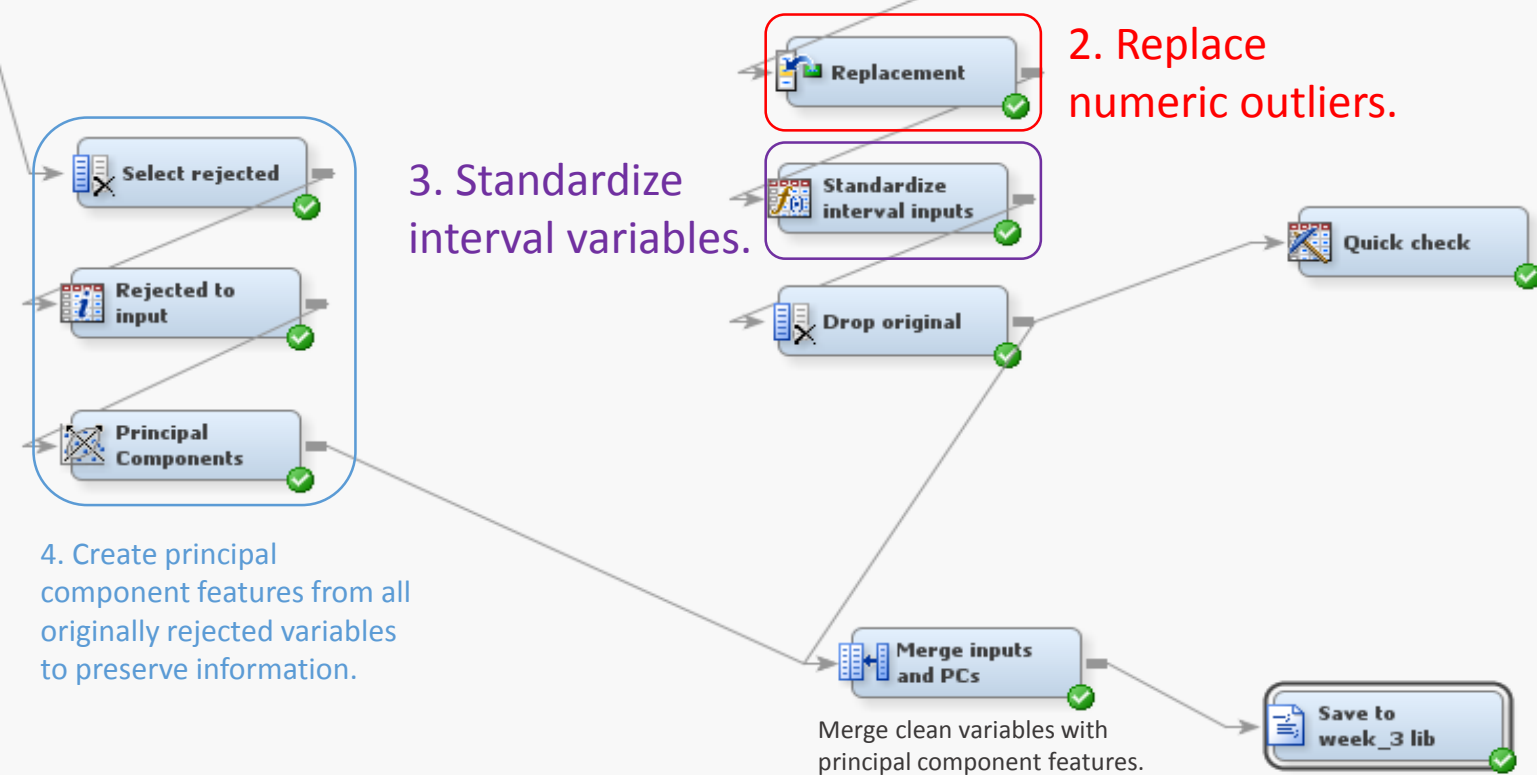 2. Replace
numeric outliers.
Replacement
Select rejected
3. Standardize
interval variables.
Standardize
interval inputs
Quick check
Rejected to
input
Drop original
Principal
Components
4. Create principal
component features from all
originally rejected variables
to preserve information.
Merge inputs
and PCs
Merge clean variables with
principal component features.
Save to
week_3 lib